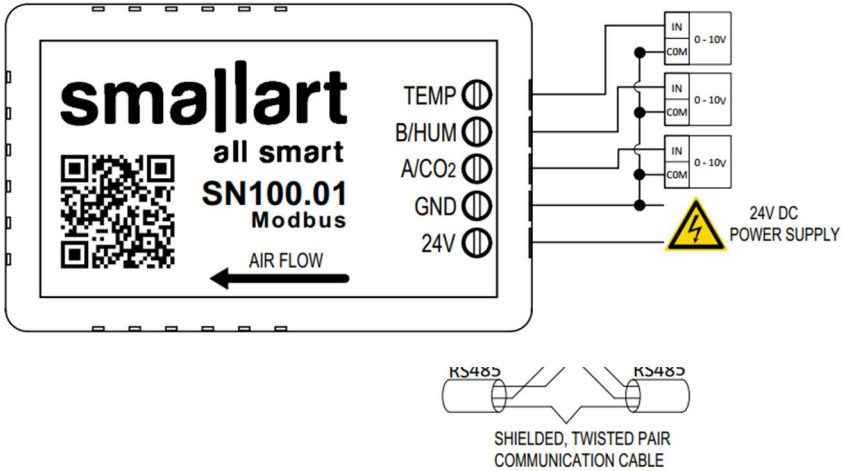 smallart
all smart
SN100.01
Modbus
AIR FLOW
TEMP
B/HUM
A/CO2
GND
24V
IN
COM
0 - 10V
IN
COM
0 - 10V
IN
COM
0 - 10V
24V DC
POWER SUPPLY
RS485
RS485
SHIELDED, TWISTED PAIR
COMMUNICATION CABLE